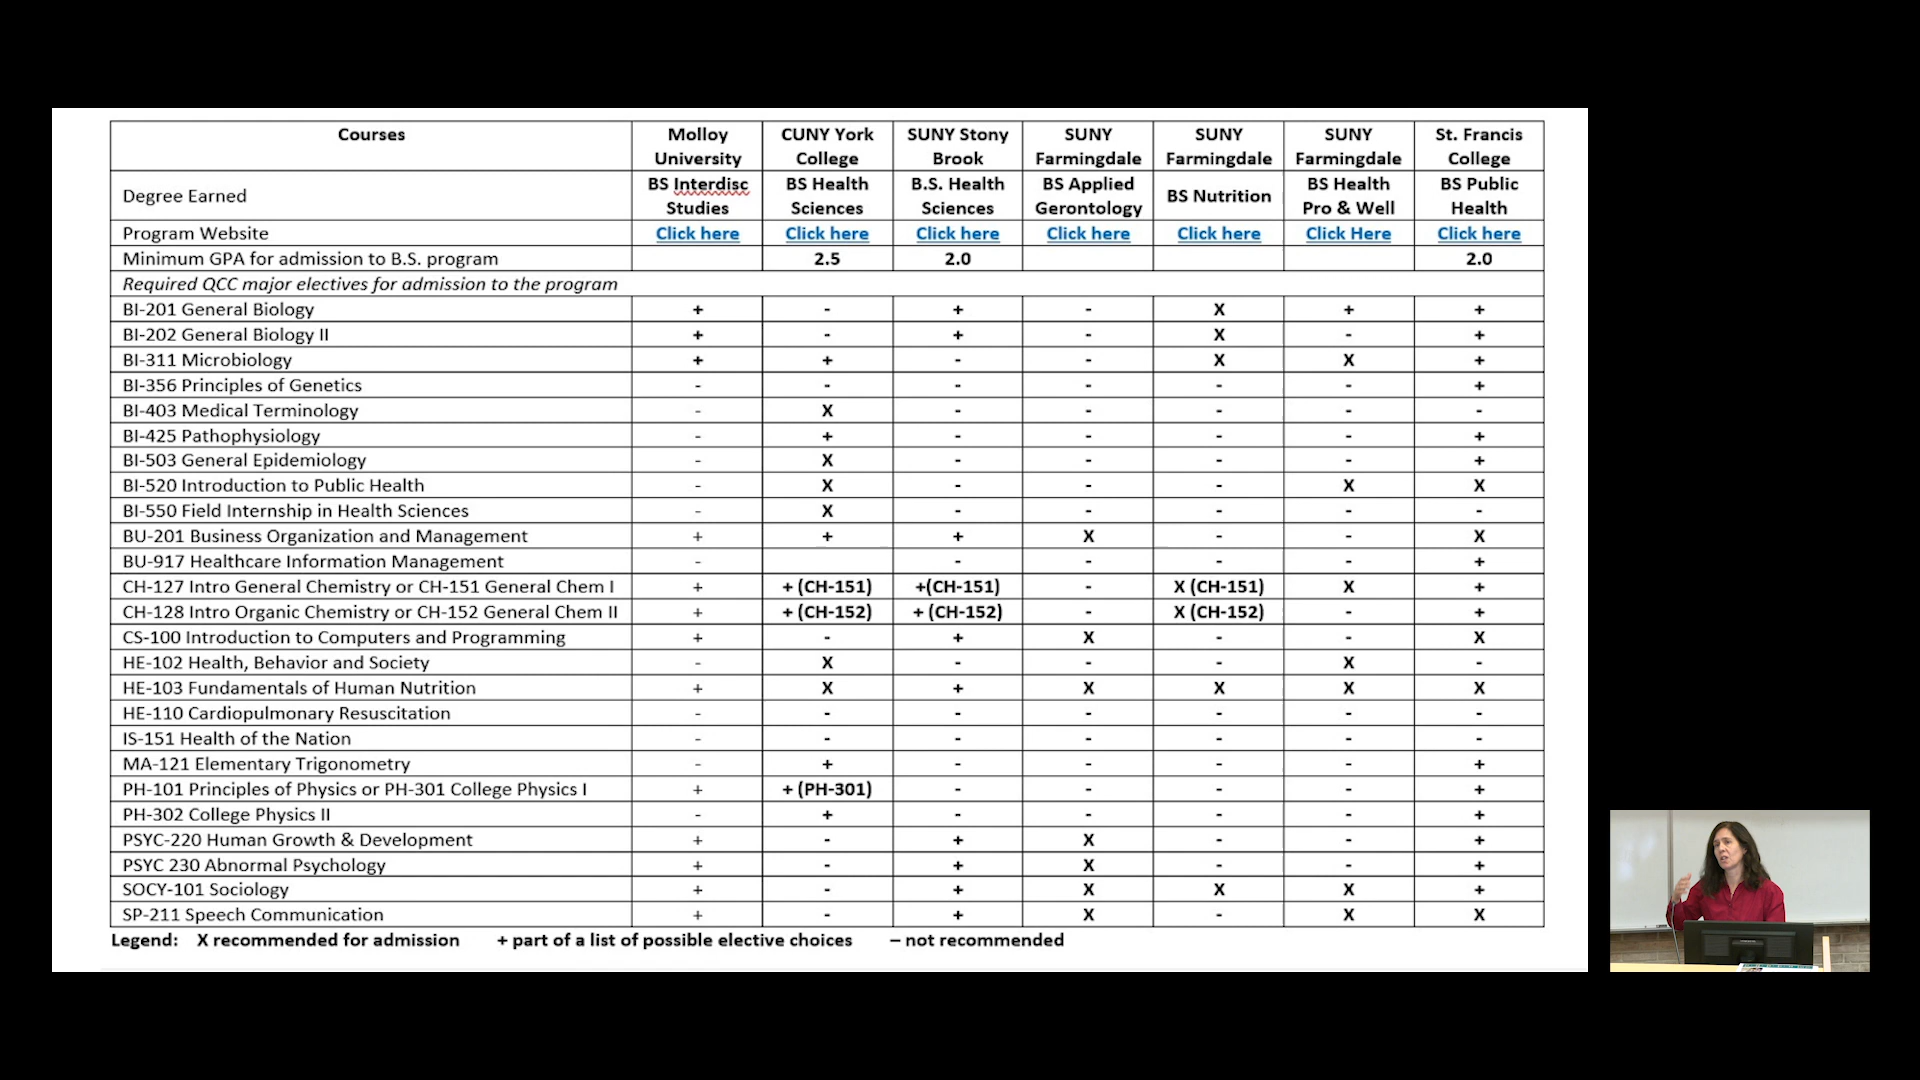 Courses Molloy University CUNY York College SUNY Stony Brook SUNY Farmingdale SUNY Farmingdale SUNY Farmingdale St. Francis College
Degree Earned BS Interdisc Studies BS Health Sciences B.S. Health Sciences BS Applied Gerontology BS Nutrition BS Health Pro & Well BS Public Health
Program Website Click here Click here Click here Click here Click here Click Here Click here
Minimum GPA for admission to B.S. program 2.5 2.0 2.0
Required QCC major electives for admission to the program
BI-201 General Biology + - + - X + +
BI-202 General Biology II + - + - X - +
BI-311 Microbiology + + - - X X +
BI-356 Principles of Genetics - - - - - - +
BI-403 Medical Terminology - X - - - - -
BI-425 Pathophysiology - + - - - - +
BI-503 General Epidemiology - X - - - - +
BI-520 Introduction to Public Health - X - - - X X
BI-550 Field Internship in Health Sciences - X - - - - -
BU-201 Business Organization and Management + + + X - - X
BU-917 Healthcare Information Management - - - - - +
CH-127 Intro General Chemistry or CH-151 General Chem I + + (CH-151) +(CH-151) - X (CH-151) X +
CH-128 Intro Organic Chemistry or CH-152 General Chem II + + (CH-152) + (CH-152) - X (CH-152) - +
CS-100 Introduction to Computers and Programming + - + X - - X
HE-102 Health, Behavior and Society - X - - - X -
HE-103 Fundamentals of Human Nutrition + X + X X X X
HE-110 Cardiopulmonary Resuscitation - - - - - - -
IS-151 Health of the Nation - - - - - - -
MA-121 Elementary Trigonometry - + - - - - +
PH-101 Principles of Physics or PH-301 College Physics I + + (PH-301) - - - - +
PH-302 College Physics II - + - - - - +
PSYC-220 Human Growth & Development + - + X - - +
PSYC 230 Abnormal Psychology + - + X - - +
SOCY-101 Sociology + - + X X X +
SP-211 Speech Communication + - + X - X X
Legend: X recommended for admission + part of a list of possible elective choices – not recommended